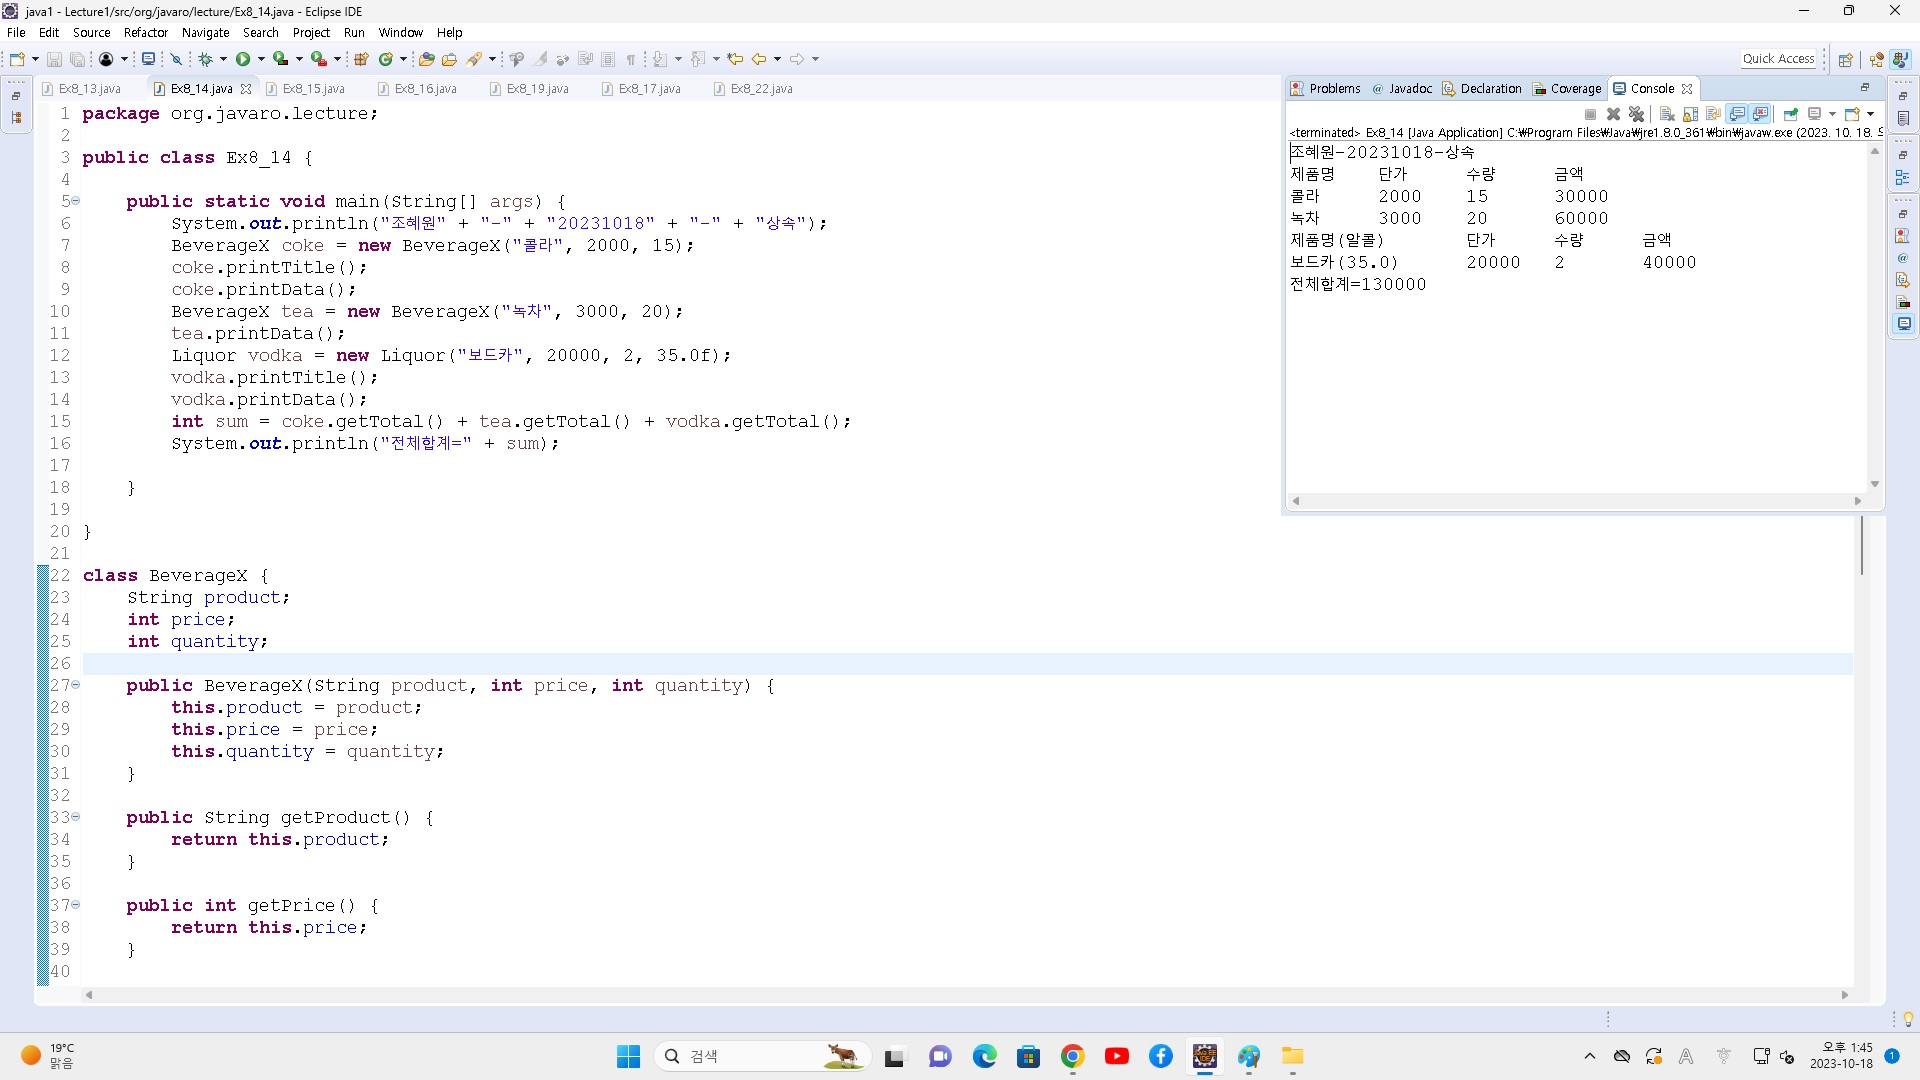 java1 - Lecture1/src/org/javaro/lecture/Ex8_14.java - Eclipse IDE
File Edit Source Refactor Navigate Search Project Run Window Help
Quick Access
Ex8_13.java Ex8_14.java Ex8_15.java Ex8_16.java Ex8_19.java Ex8_17.java Ex8_22.java
1 package org.javaro.lecture;
2
3 public class Ex8_14 {
4
5 public static void main(String[] args) {
6 System.out.println("조혜원" + "-" + "20231018" + "-" + "상속");
7 BeverageX coke = new BeverageX("콜라", 2000, 15);
8 coke.printTitle();
9 coke.printData();
10 BeverageX tea = new BeverageX("녹차", 3000, 20);
11 tea.printData();
12 Liquor vodka = new Liquor("보드카", 20000, 2, 35.0f);
13 vodka.printTitle();
14 vodka.printData();
15 int sum = coke.getTotal() + tea.getTotal() + vodka.getTotal();
16 System.out.println("전체합계=" + sum);
17
18 }
19
20 }
21
22 class BeverageX {
23 String product;
24 int price;
25 int quantity;
26
27 public BeverageX(String product, int price, int quantity) {
28 this.product = product;
29 this.price = price;
30 this.quantity = quantity;
31 }
32
33 public String getProduct() {
34 return this.product;
35 }
36
37 public int getPrice() {
38 return this.price;
39 }
40
Problems Javadoc Declaration Coverage Console
<terminated> Ex8_14 [Java Application] C:₩Program Files₩Java₩jre1.8.0_361₩bin₩javaw.exe (2023. 10. 18.
조혜원-20231018-상속
제품명 단가 수량 금액
콜라 2000 15 30000
녹차 3000 20 60000
제품명(알콜) 단가 수량 금액
보드카(35.0) 20000 2 40000
전체합계=130000
19°C
맑음
검색
오후 1:45
2023-10-18
1